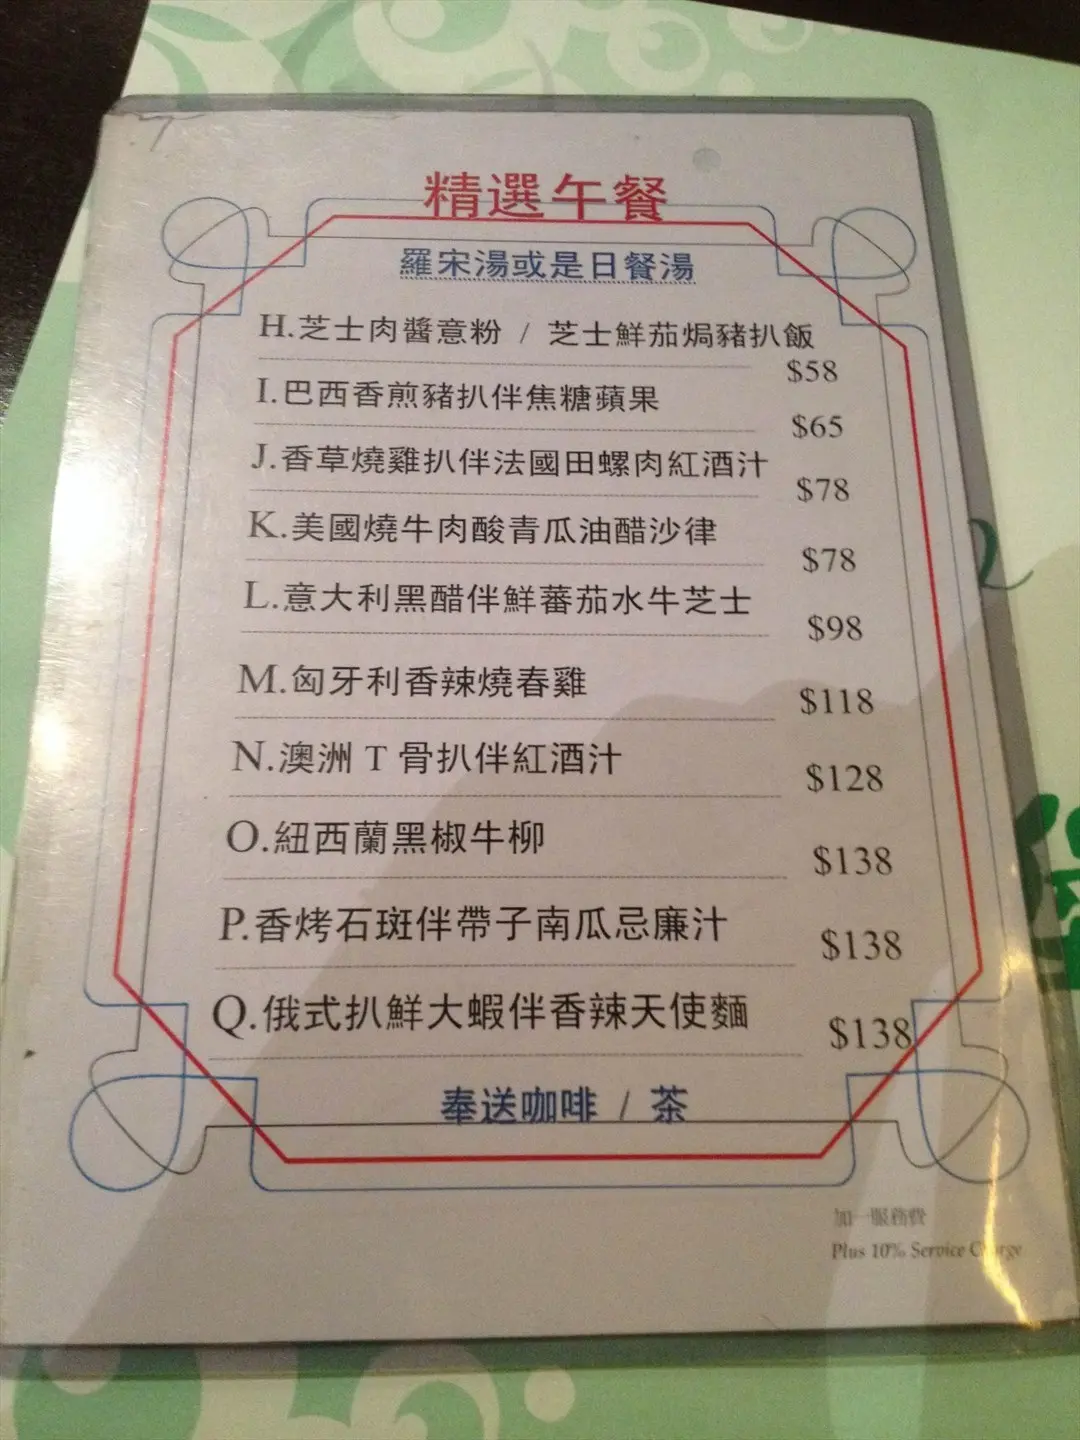 精選午餐
羅宋湯或是日餐湯
H.芝士肉醬意粉 / 芝士鮮茄焗豬扒飯
$58
I.巴西香煎豬扒伴焦糖蘋果
$65
J.香草燒雞扒伴法國田螺肉紅酒汁
$78
K.美國燒牛肉酸青瓜油醋沙律
$78
L.意大利黑醋伴鮮蕃茄水牛芝士
$98
M.匈牙利香辣燒春雞
$118
N.澳洲 T 骨扒伴紅酒汁
$128
O.紐西蘭黑椒牛柳
$138
P.香烤石斑伴帶子南瓜忌廉汁
$138
Q.俄式扒鮮大蝦伴香辣天使麵
$138
奉送咖啡 / 茶
加一服務費
Plus 10% Service Charge